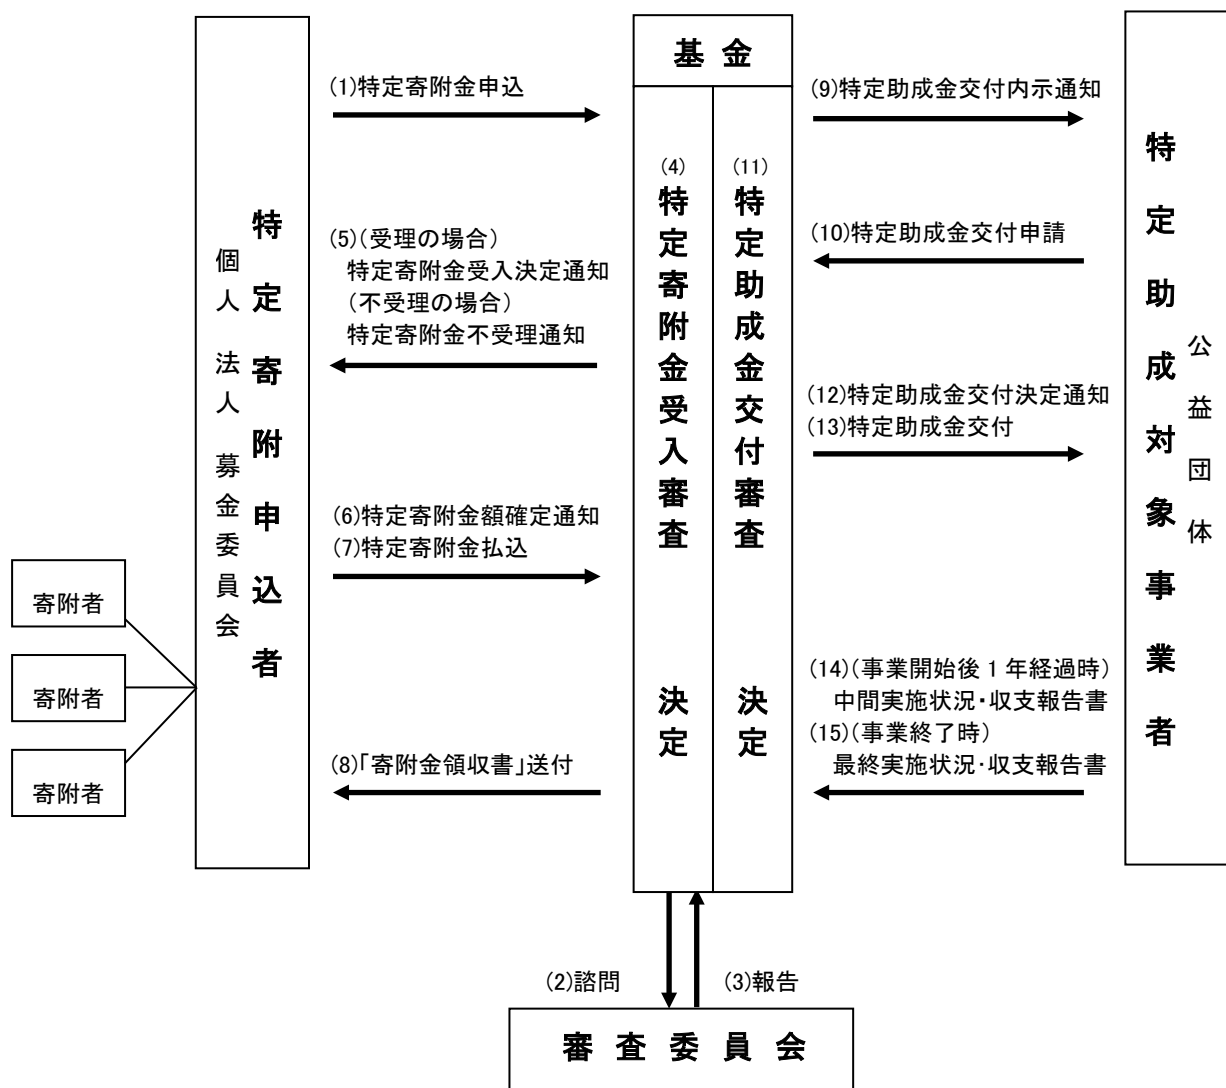 基金
(1)特定寄附金申込
(9)特定助成金交付内示通知
(4)
特定寄附金受入審査
決定
(11)
特定助成金交付審査
決定
特定寄附申込者
個人 法人 募金委員会
特定助成対象事業者
公益団体
(5)(受理の場合)
特定寄附金受入決定通知
(不受理の場合)
特定寄附金不受理通知
(10)特定助成金交付申請
(12)特定助成金交付決定通知
(13)特定助成金交付
(6)特定寄附金額確定通知
(7)特定寄附金払込
寄附者
寄附者
寄附者
(14)(事業開始後1年経過時)
中間実施状況・収支報告書
(15)(事業終了時)
最終実施状況・収支報告書
(8)「寄附金領収書」送付
(2)諮問
(3)報告
審査委員会